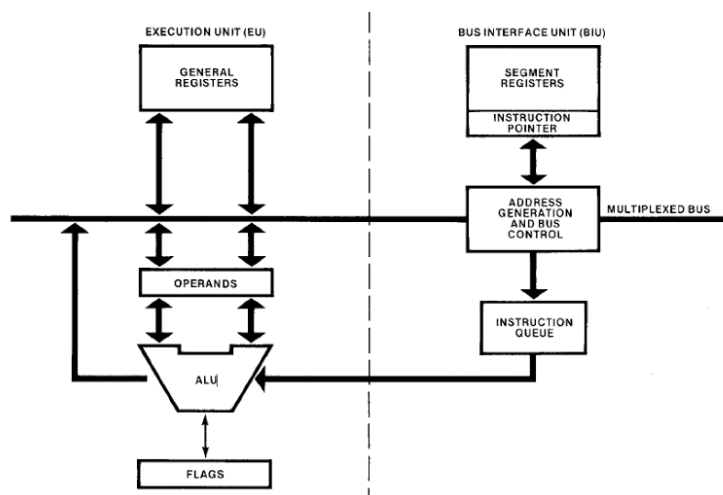 EXECUTION UNIT (EU)
GENERAL
REGISTERS
OPERANDS
ALU
FLAGS
BUS INTERFACE UNIT (BIU)
SEGMENT
REGISTERS
INSTRUCTION
POINTER
ADDRESS
GENERATION
AND BUS
CONTROL
MULTIPLEXED BUS
INSTRUCTION
QUEUE